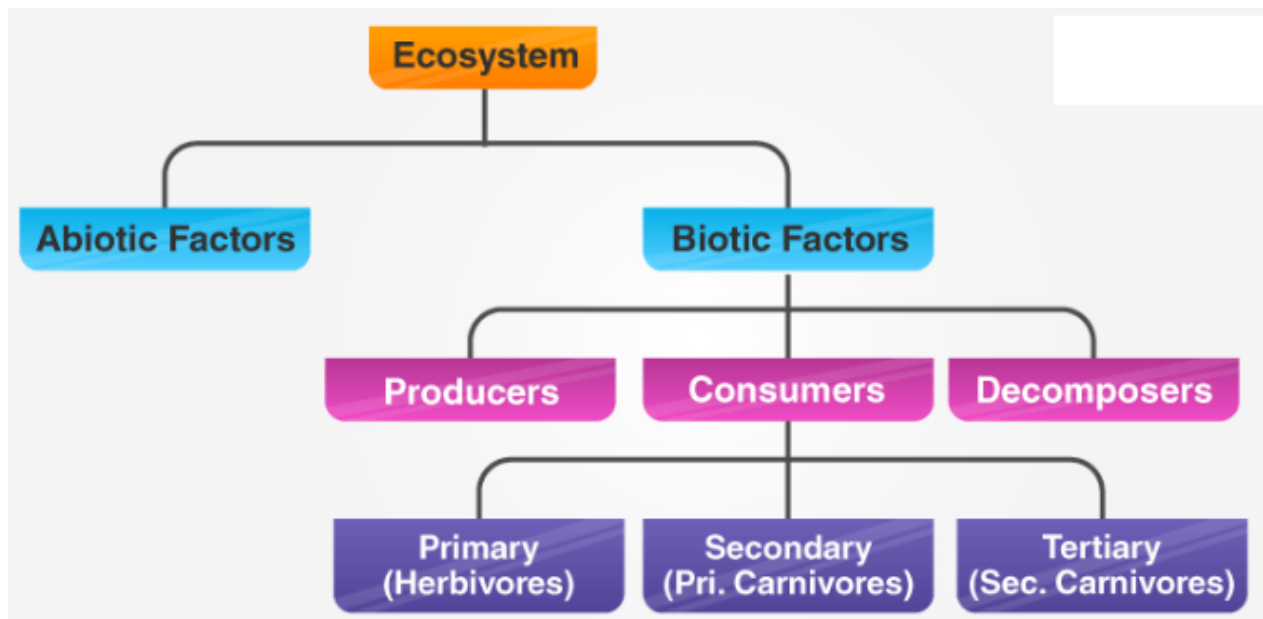 Ecosystem
Abiotic Factors
Biotic Factors
Producers
Consumers
Decomposers
Primary
(Herbivores)
Secondary
(Pri. Carnivores)
Tertiary
(Sec. Carnivores)